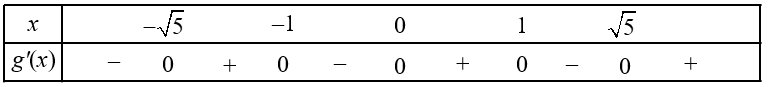 x −√5 −1 0 1 √5
g′(x) − 0 + 0 − 0 + 0 − 0 +